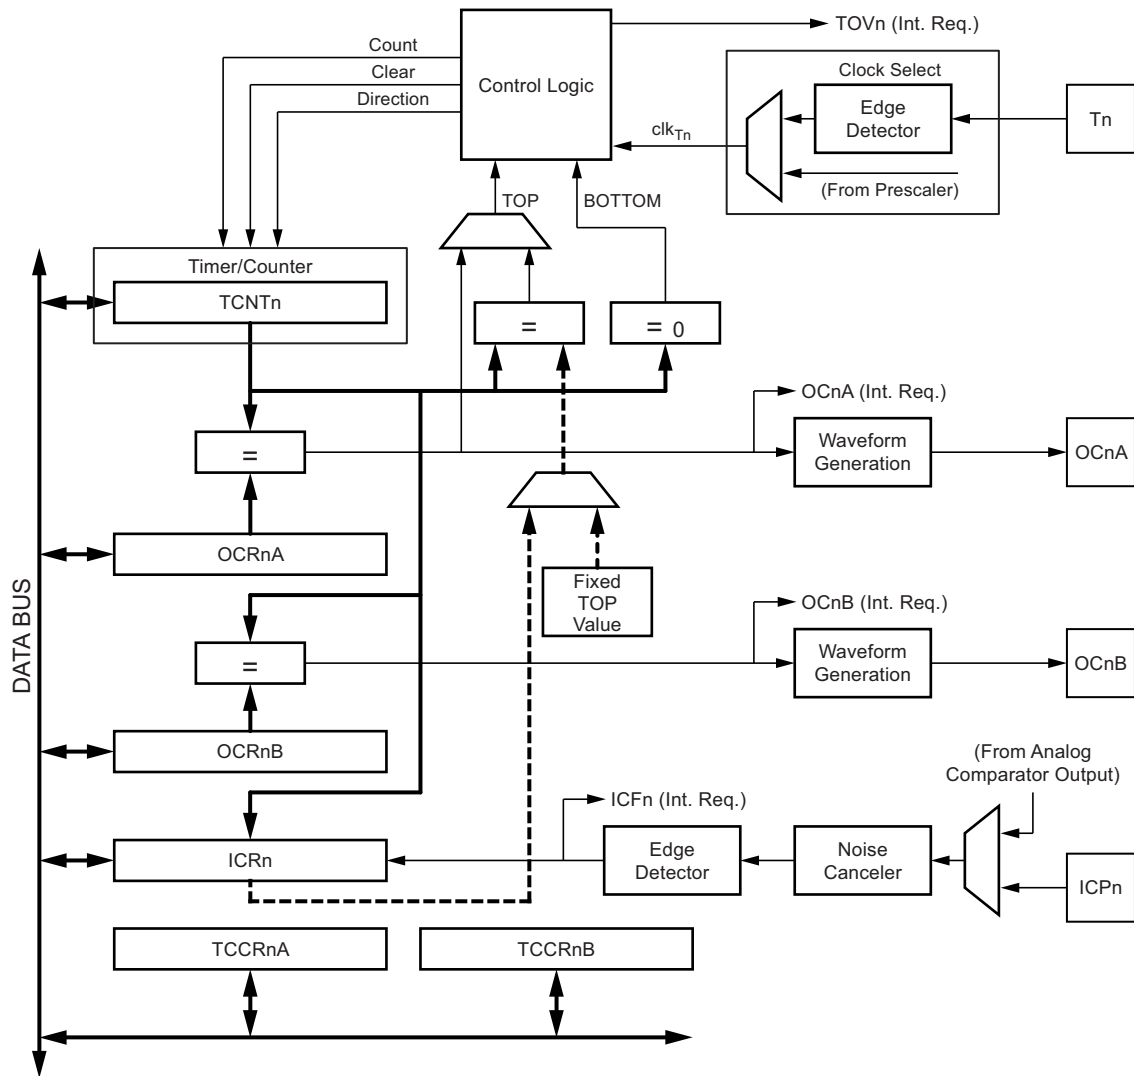 TOVn (Int. Req.)
Count
Clear
Direction
Control Logic
Clock Select
Edge
Detector
Tn
clkTn
(From Prescaler)
TOP
BOTTOM
Timer/Counter
TCNTn
=
= 0
OCnA (Int. Req.)
=
Waveform
Generation
OCnA
OCRnA
Fixed
TOP
Value
DATA BUS
OCnB (Int. Req.)
=
Waveform
Generation
OCnB
OCRnB
(From Analog
Comparator Output)
ICFn (Int. Req.)
ICRn
Edge
Detector
Noise
Canceler
ICPn
TCCRnA
TCCRnB